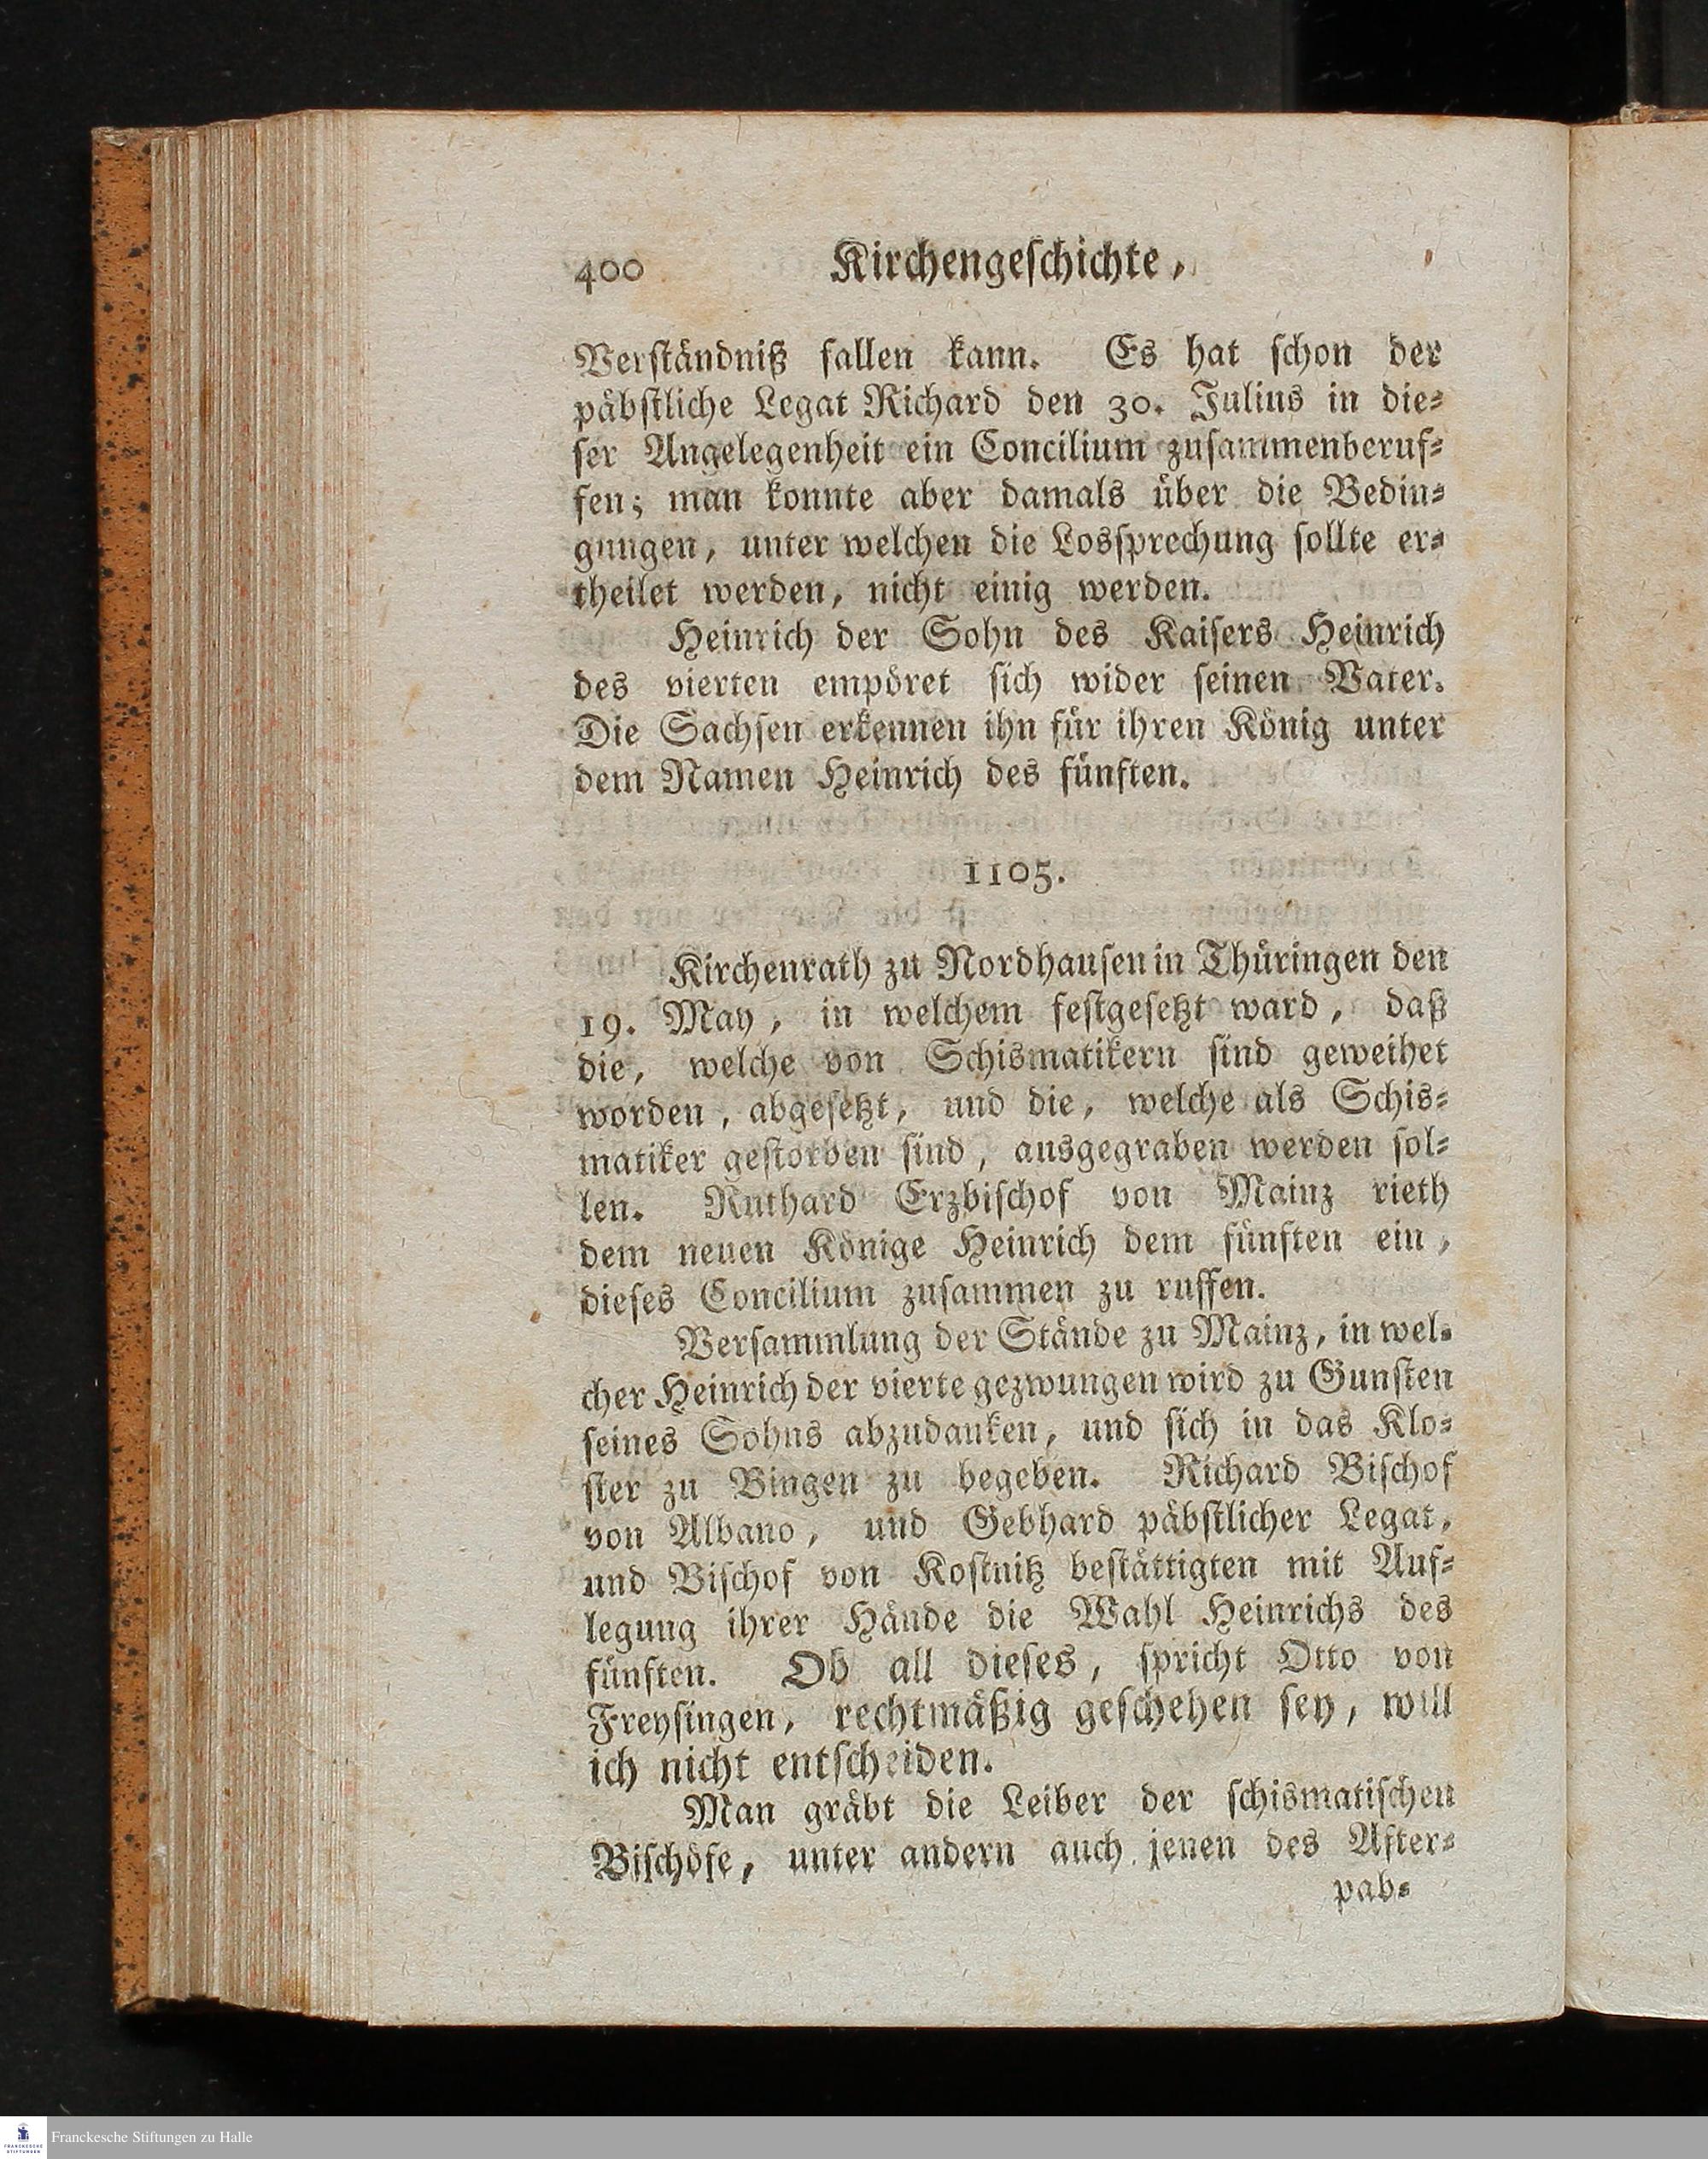 400 Kirchengeschichte,
Verständniß fallen kann. Es hat schon der
päbstliche Legat Richard den 30. Julius in die=
ser Angelegenheit ein Concilium zusammenberuf=
fen; man konnte aber damals über die Bedin=
gungen, unter welchen die Lossprechung sollte er=
theilet werden, nicht einig werden.
Heinrich der Sohn des Kaisers Heinrich
des vierten empöret sich wider seinen Vater.
Die Sachsen erkennen ihn für ihren König unter
dem Namen Heinrich des fünften.
1105.
Kirchenrath zu Nordhausen in Thüringen den
19. May, in welchem festgesetzt ward, daß
die, welche von Schismatikern sind geweihet
worden, abgesetzt, und die, welche als Schis=
matiker gestorben sind, ausgegraben werden sol=
len. Ruthard Erzbischof von Mainz rieth
dem neuen Könige Heinrich dem fünften ein,
dieses Concilium zusammen zu ruffen.
Versammlung der Stände zu Mainz, in wel=
cher Heinrich der vierte gezwungen wird zu Gunsten
seines Sohns abzudanken, und sich in das Klo=
ster zu Bingen zu begeben. Richard Bischof
von Albano, und Gebhard päbstlicher Legat,
und Bischof von Kostnitz bestättigten mit Auf=
legung ihrer Hände die Wahl Heinrichs des
fünften. Ob all dieses, spricht Otto von
Freysingen, rechtmäßig geschehen sey, will
ich nicht entscheiden.
Man gräbt die Leiber der schismatischen
Bischöfe, unter andern auch jenen des After=
pab=
Franckesche Stiftungen zu Halle